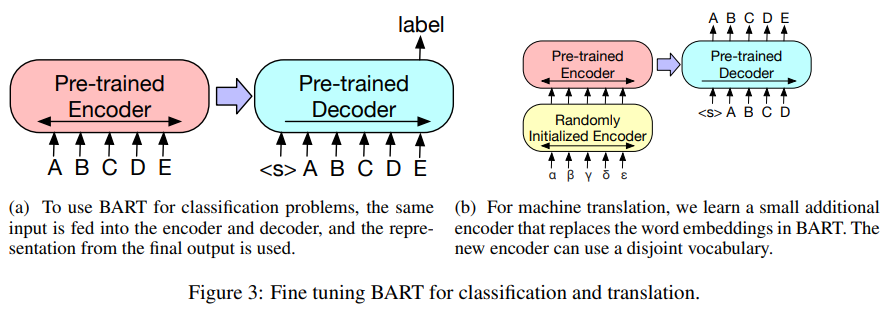 label
Pre-trained
Encoder
Pre-trained
Decoder
A B C D E
<s> A B C D E
(a) To use BART for classification problems, the same
input is fed into the encoder and decoder, and the repre-
sentation from the final output is used.
A B C D E
Pre-trained
Encoder
Pre-trained
Decoder
<s> A B C D
Randomly
Initialized Encoder
α β γ δ ε
(b) For machine translation, we learn a small additional
encoder that replaces the word embeddings in BART. The
new encoder can use a disjoint vocabulary.
Figure 3: Fine tuning BART for classification and translation.